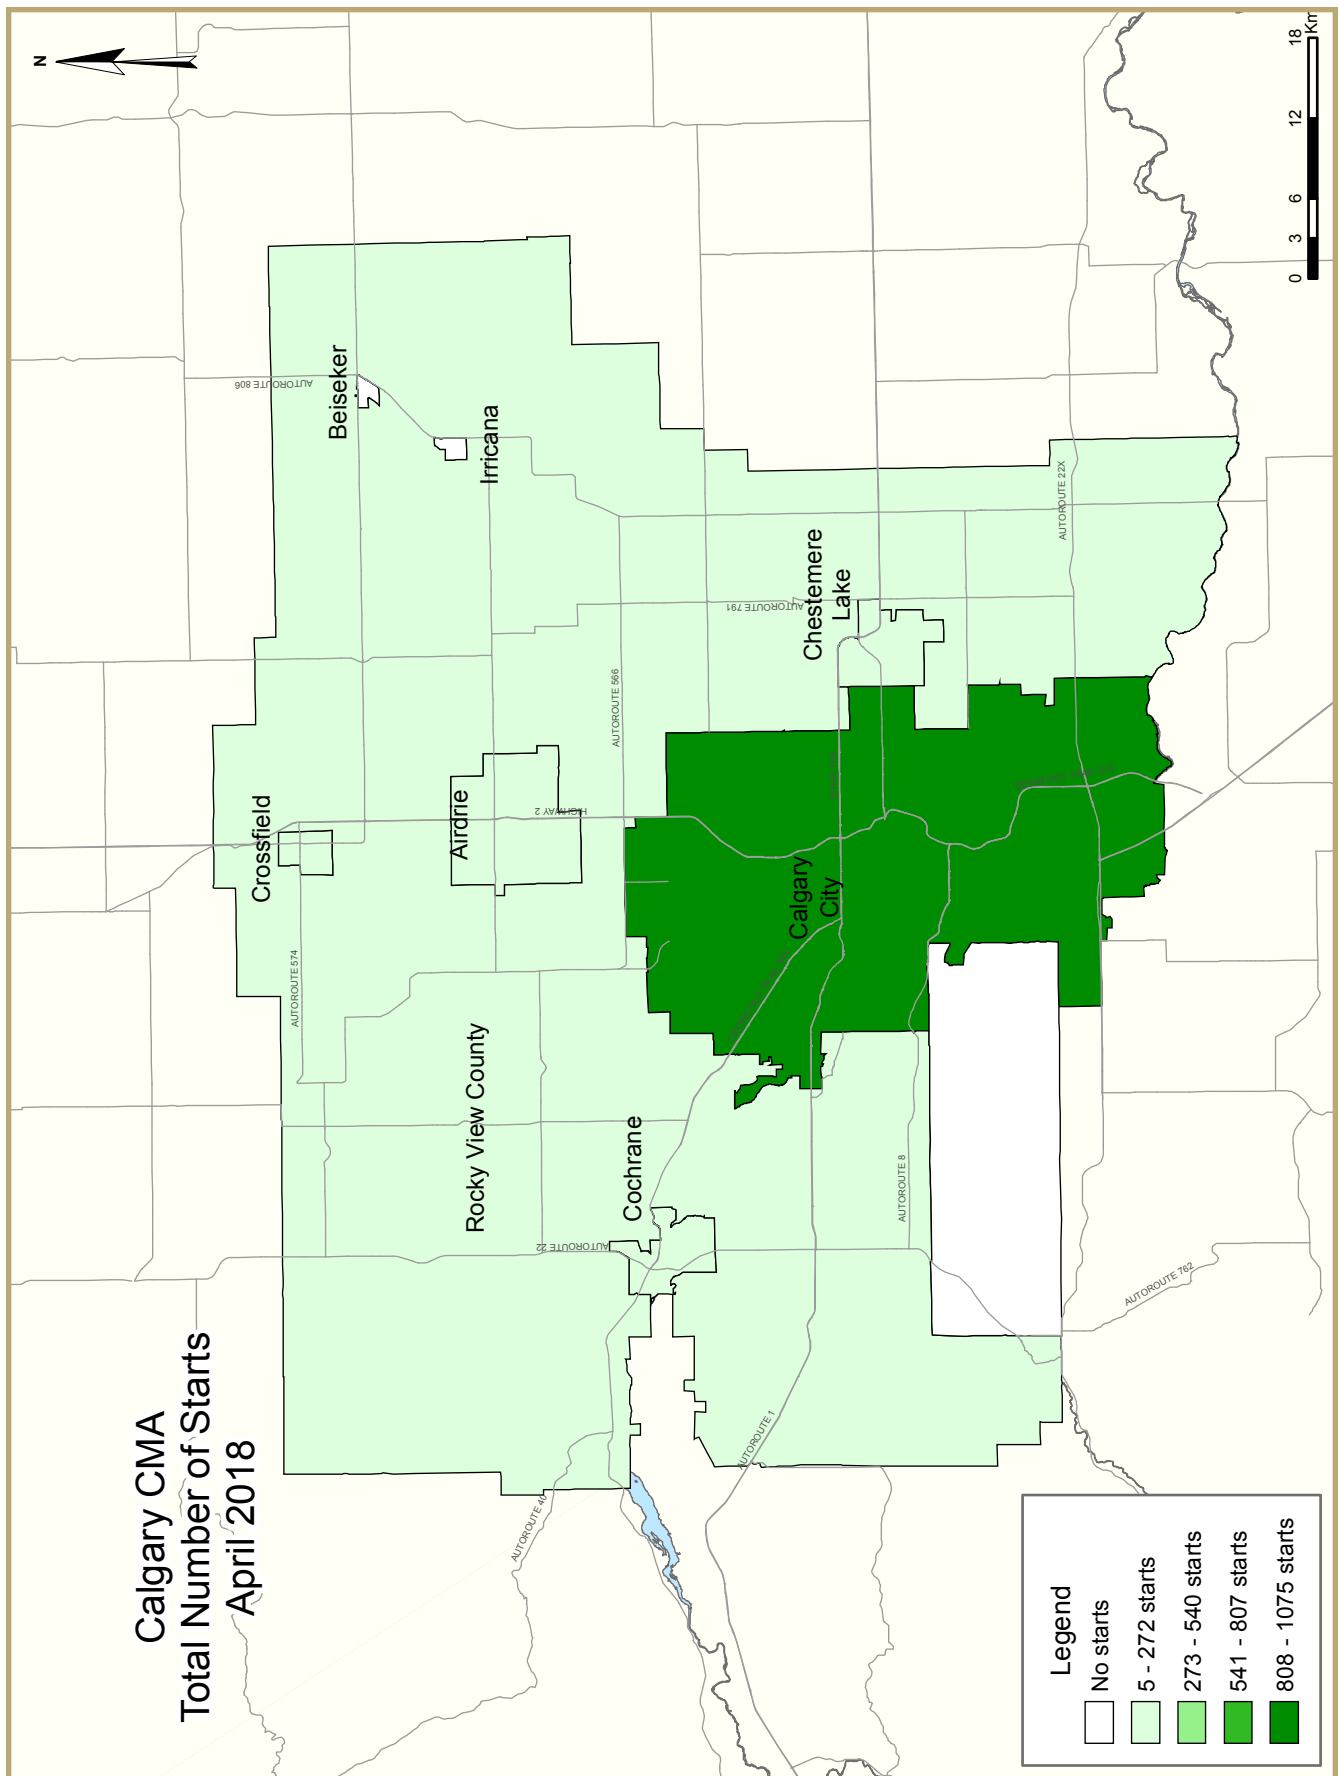 Calgary CMA
Total Number of Starts
April 2018
N
Crossfield
Beiseker
Irricana
Airdrie
Rocky View County
Cochrane
Chestemere
Lake
Calgary
City
AUTOROUTE 806
AUTOROUTE 574
AUTOROUTE 566
HIGHWAY 2
AUTOROUTE 791
AUTOROUTE 22X
AUTOROUTE 22
AUTOROUTE 8
AUTOROUTE 762
AUTOROUTE 1
AUTOROUTE 40
Legend
No starts
5 - 272 starts
273 - 540 starts
541 - 807 starts
808 - 1075 starts
0 3 6 12 18
Km